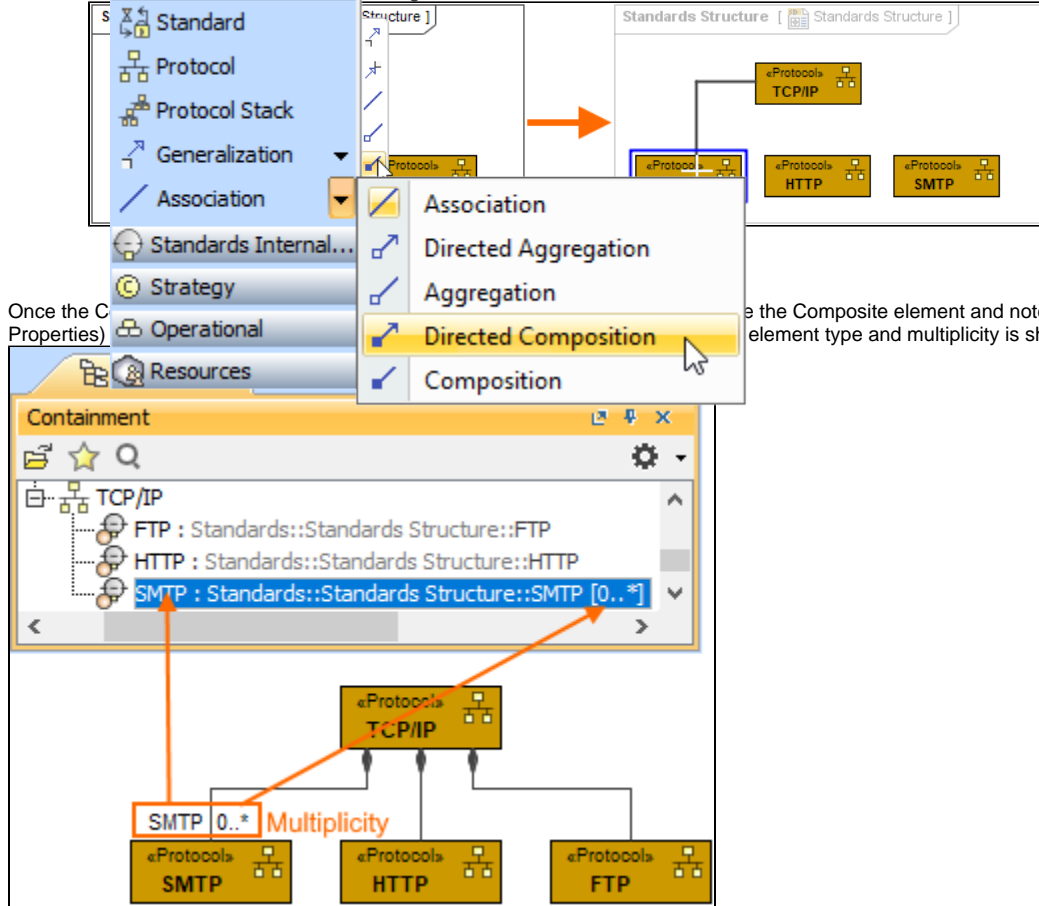 Standard
Structure ]
Standards Structure [ Standards Structure ]
Protocol
«Protocol»
TCP/IP
Protocol Stack
Generalization
«Protocol»
HTTP
«Protocol»
SMTP
Association
Association
Standards Internal...
Directed Aggregation
Strategy
Aggregation
Once the C
e the Composite element and note
Operational
Directed Composition
Properties)
element type and multiplicity is sh
Resources
Composition
Containment
TCP/IP
FTP : Standards::Standards Structure::FTP
HTTP : Standards::Standards Structure::HTTP
SMTP : Standards::Standards Structure::SMTP [0..*]
«Protocol»
TCP/IP
SMTP 0..* Multiplicity
«Protocol»
SMTP
«Protocol»
HTTP
«Protocol»
FTP